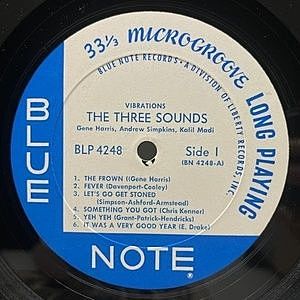 33 1/3 MICROGROOVE LONG PLAYING
BLUE NOTE RECORDS • A DIVISION OF LIBERTY RECORDS, INC.
BLUE
NOTE
®
VIBRATIONS
THE THREE SOUNDS
Gene Harris, Andrew Simpkins, Kalil Madi
BLP 4248 Side 1
(BN 4248-A)
1. THE FROWN ((Gene Harris)
2. FEVER (Davenport-Cooley)
3. LET'S GO GET STONED
(Simpson-Ashford-Armstead)
4. SOMETHING YOU GOT (Chris Kenner)
5. YEH YEH (Grant-Patrick-Hendricks)
6. IT WAS A VERY GOOD YEAR (E. Drake)